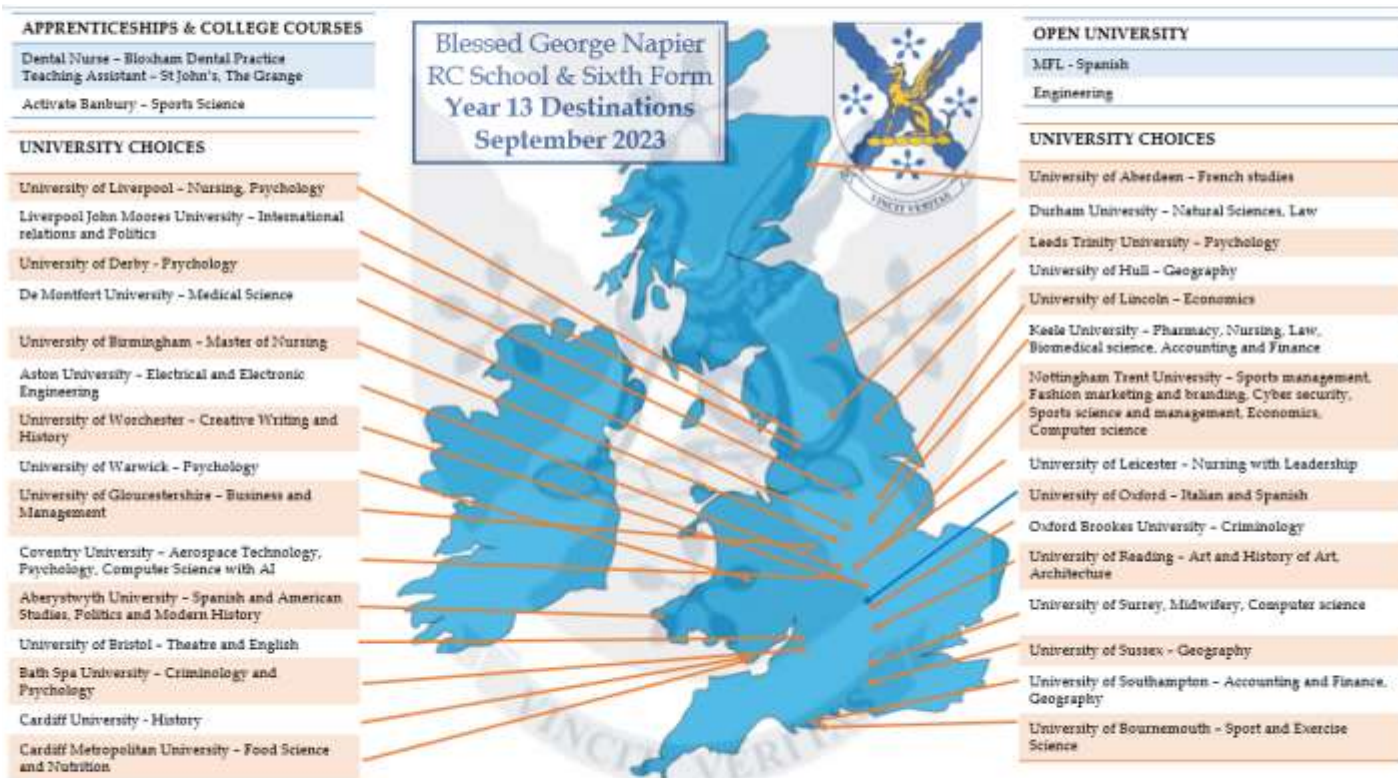 APPRENTICESHIPS & COLLEGE COURSES
Dental Nurse – Bloxham Dental Practice
Teaching Assistant – St John's, The Grange
Activate Banbury – Sports Science
UNIVERSITY CHOICES
University of Liverpool – Nursing, Psychology
Liverpool John Moores University – International
relations and Politics
University of Derby - Psychology
De Montfort University – Medical Science
University of Birmingham – Master of Nursing
Aston University – Electrical and Electronic
Engineering
University of Worchester – Creative Writing and
History
University of Warwick – Psychology
University of Gloucestershire – Business and
Management
Coventry University – Aerospace Technology,
Psychology, Computer Science with AI
Aberystwyth University – Spanish and American
Studies, Politics and Modern History
University of Bristol – Theatre and English
Bath Spa University – Criminology and
Psychology
Cardiff University - History
Cardiff Metropolitan University – Food Science
and Nutrition
Blessed George Napier
RC School & Sixth Form
Year 13 Destinations
September 2023
VINCIT VERITAS
OPEN UNIVERSITY
MFL - Spanish
Engineering
UNIVERSITY CHOICES
University of Aberdeen – French studies
Durham University – Natural Sciences, Law
Leeds Trinity University – Psychology
University of Hull – Geography
University of Lincoln – Economics
Keele University – Pharmacy, Nursing, Law,
Biomedical science, Accounting and Finance
Nottingham Trent University – Sports management,
Fashion marketing and branding, Cyber security,
Sports science and management, Economics,
Computer science
University of Leicester – Nursing with Leadership
University of Oxford – Italian and Spanish
Oxford Brookes University – Criminology
University of Reading – Art and History of Art,
Architecture
University of Surrey, Midwifery, Computer science
University of Sussex - Geography
University of Southampton – Accounting and Finance,
Geography
University of Bournemouth – Sport and Exercise
Science
VINCIT VERITAS